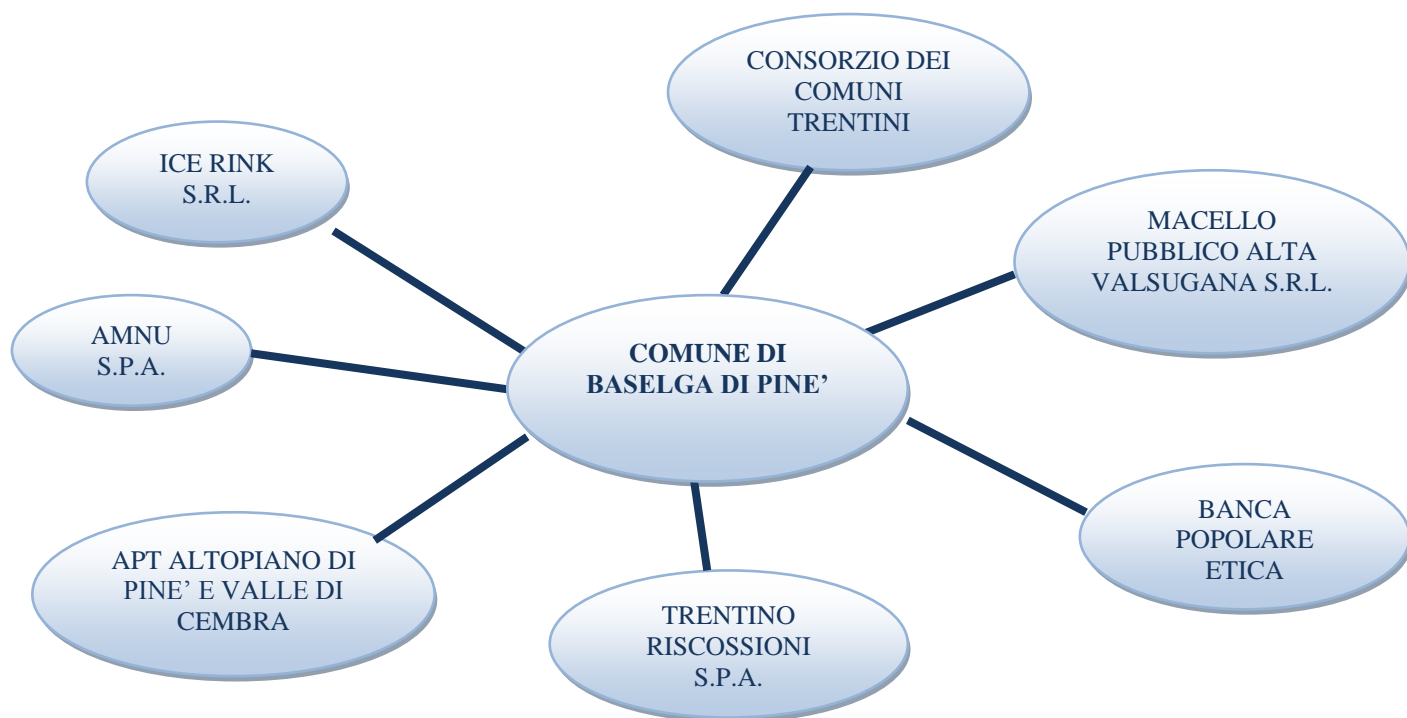 CONSORZIO DEI
COMUNI
TRENTINI
ICE RINK
S.R.L.
MACELLO
PUBBLICO ALTA
VALSUGANA S.R.L.
AMNU
S.P.A.
COMUNE DI
BASELGA DI PINE’
BANCA
POPOLARE
ETICA
APT ALTOPIANO DI
PINE’ E VALLE DI
CEMBRA
TRENTINO
RISCOSSIONI
S.P.A.